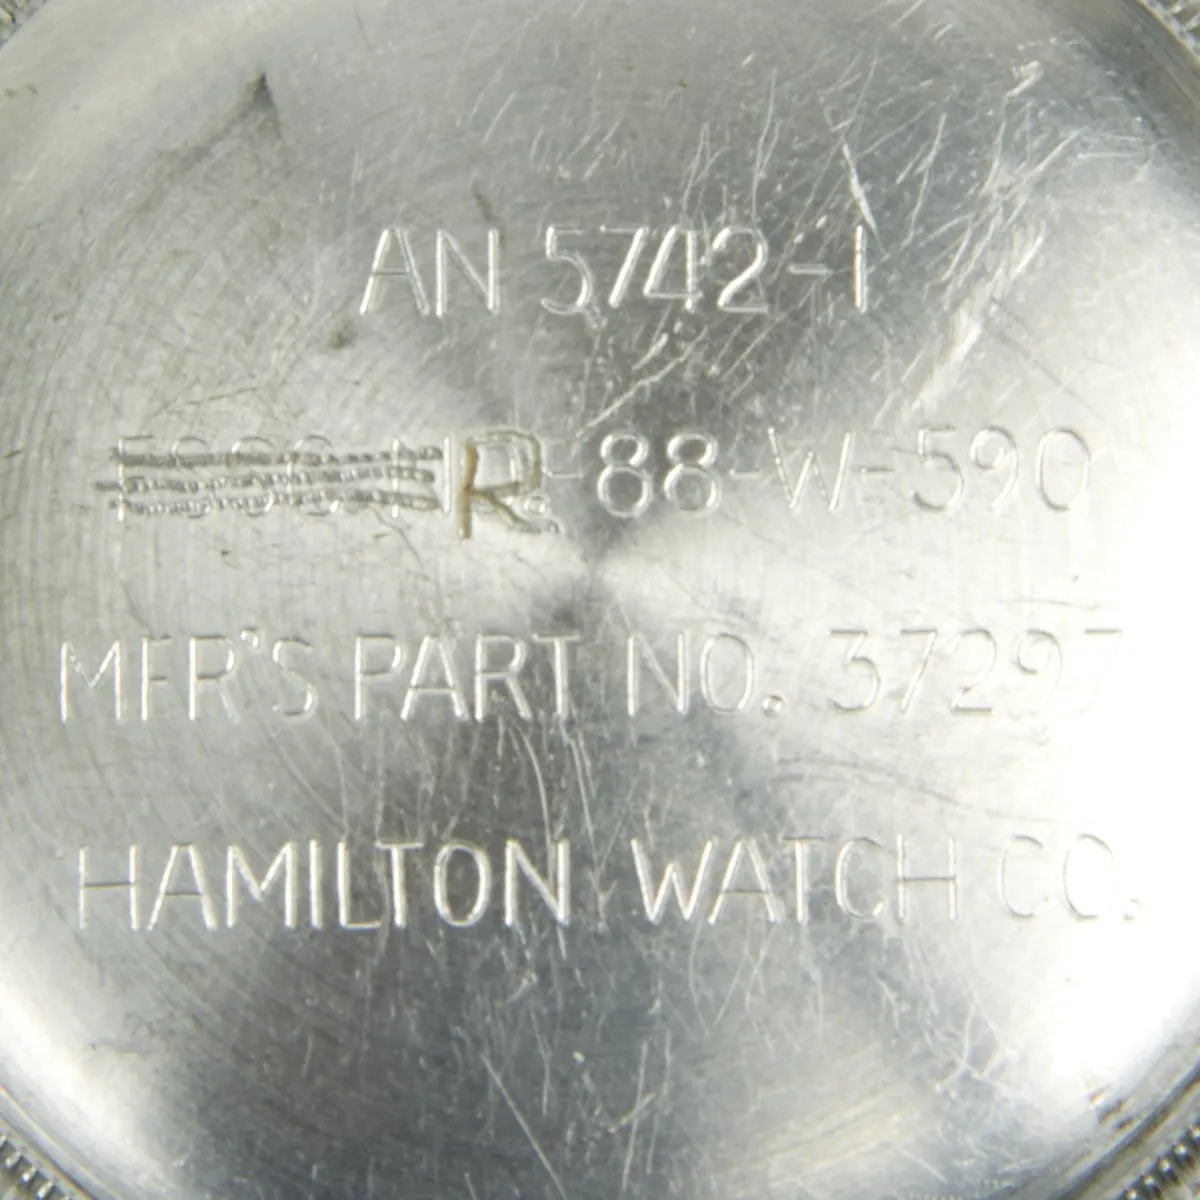 AN 5742-1
R-88-W-590
MFR'S PART NO. 37297
HAMILTON WATCH CO.